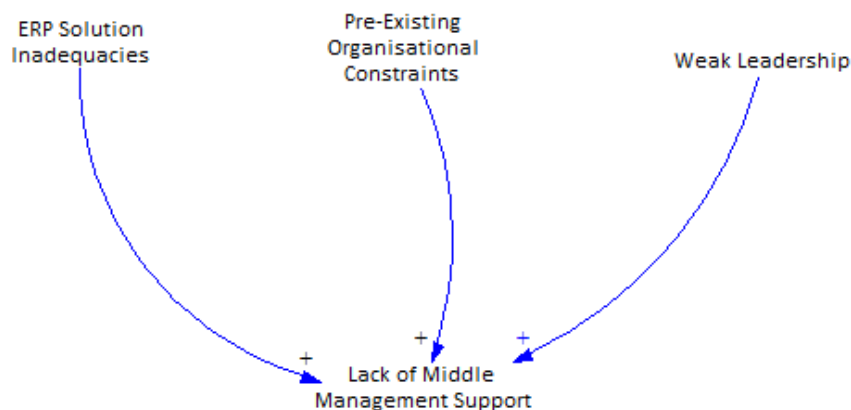 ERP Solution
Inadequacies
Pre-Existing
Organisational
Constraints
Weak Leadership
+
+
+
Lack of Middle
Management Support